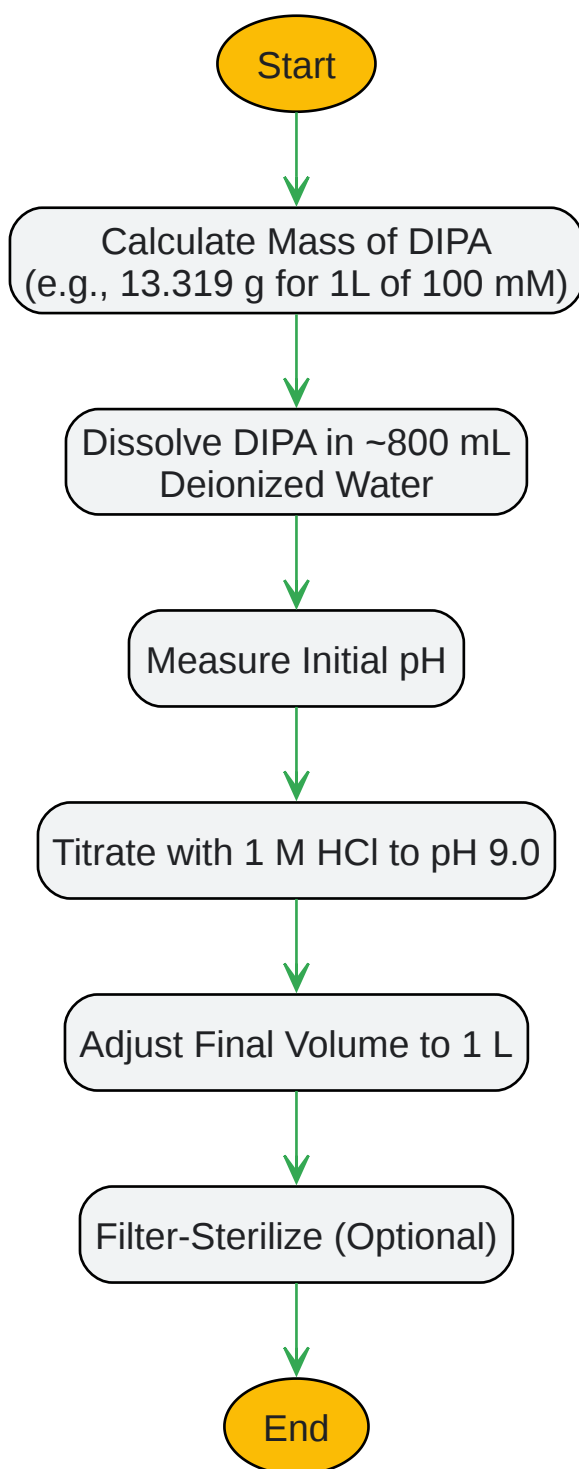 Start
Calculate Mass of DIPA
(e.g., 13.319 g for 1L of 100 mM)
Dissolve DIPA in ~800 mL
Deionized Water
Measure Initial pH
Titrate with 1 M HCl to pH 9.0
Adjust Final Volume to 1 L
Filter-Sterilize (Optional)
End